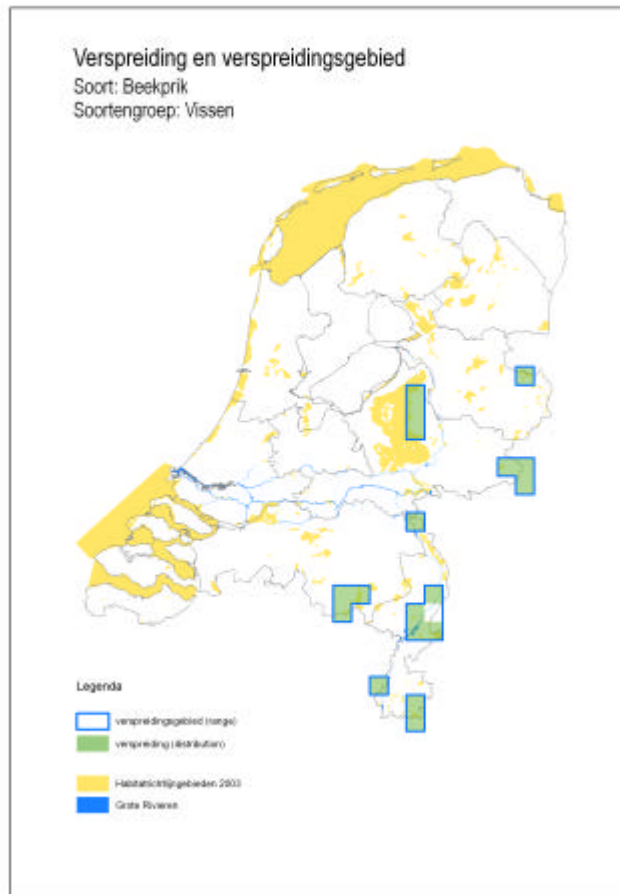 Verspreiding en verspreidingsgebied
Soort: Beekprik
Soortengroep: Vissen
Legenda
verspreidingsgebied (range)
verspreiding (distribution)
Habitatrichtlijngebieden 2003
Grote Rivieren